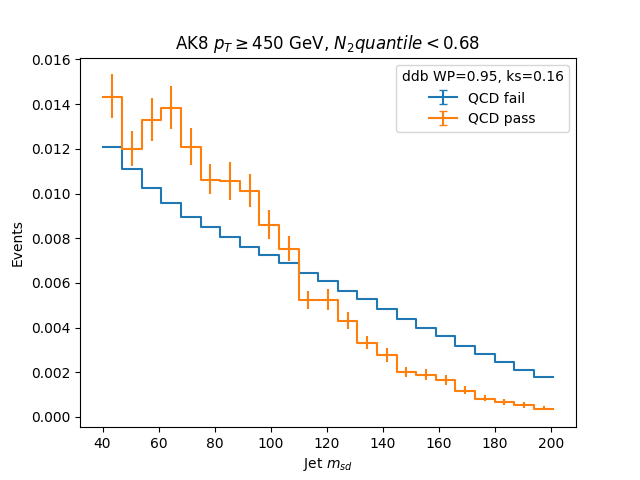 AK8 $p_T \geq 450$ GeV, $N_2quantile < 0.68$
0.016
0.014
0.012
0.010
0.008
0.006
0.004
0.002
0.000
Events
ddb WP=0.95, ks=0.16
QCD fail
QCD pass
40 60 80 100 120 140 160 180 200
Jet $m_{sd}$